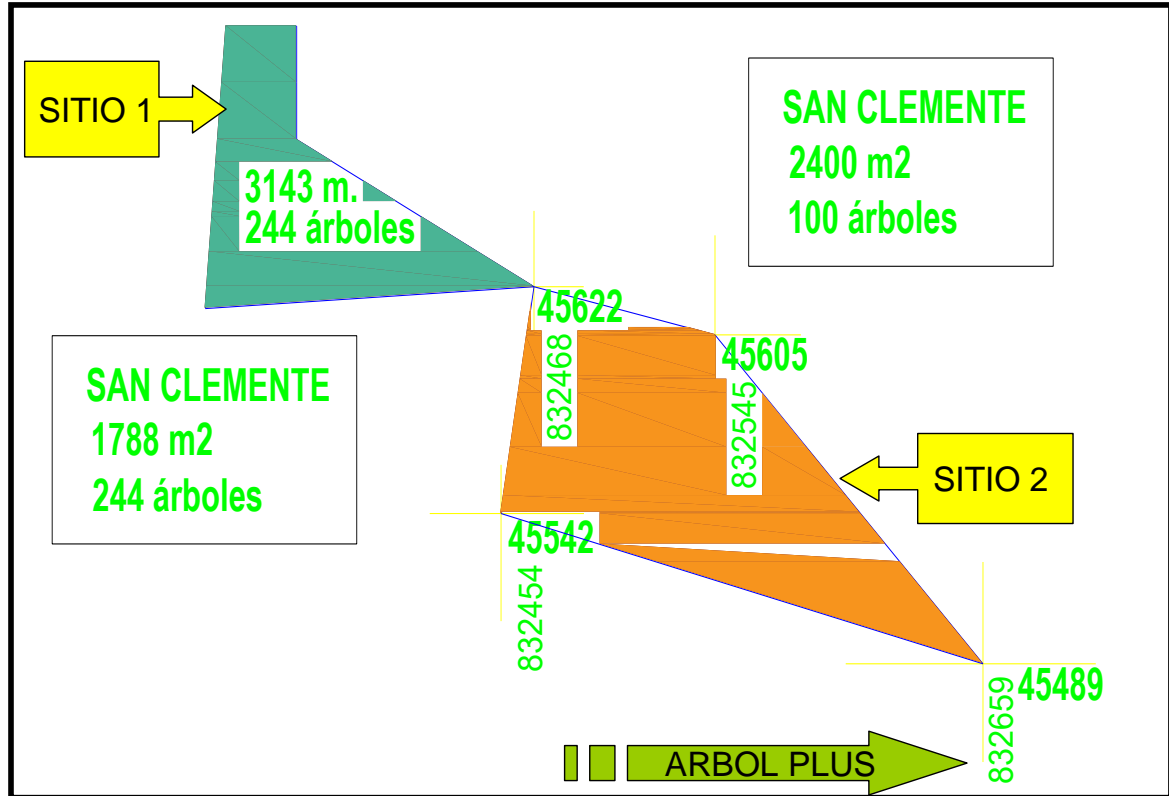 SITIO 1
3143 m.
244 árboles
SAN CLEMENTE
2400 m2
100 árboles
45622
832468
45605
832545
SAN CLEMENTE
1788 m2
244 árboles
SITIO 2
45542
832454
45489
832659
ARBOL PLUS